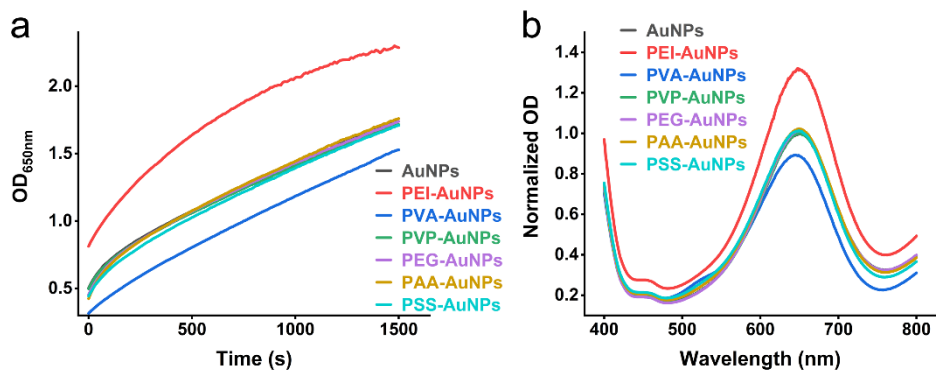 a
OD650nm
2.0
1.5
1.0
0.5
0
500
1000
1500
Time (s)
AuNPs
PEI-AuNPs
PVA-AuNPs
PVP-AuNPs
PEG-AuNPs
PAA-AuNPs
PSS-AuNPs
b
Normalized OD
1.4
1.2
1.0
0.8
0.6
0.4
0.2
400
500
600
700
800
Wavelength (nm)
AuNPs
PEI-AuNPs
PVA-AuNPs
PVP-AuNPs
PEG-AuNPs
PAA-AuNPs
PSS-AuNPs